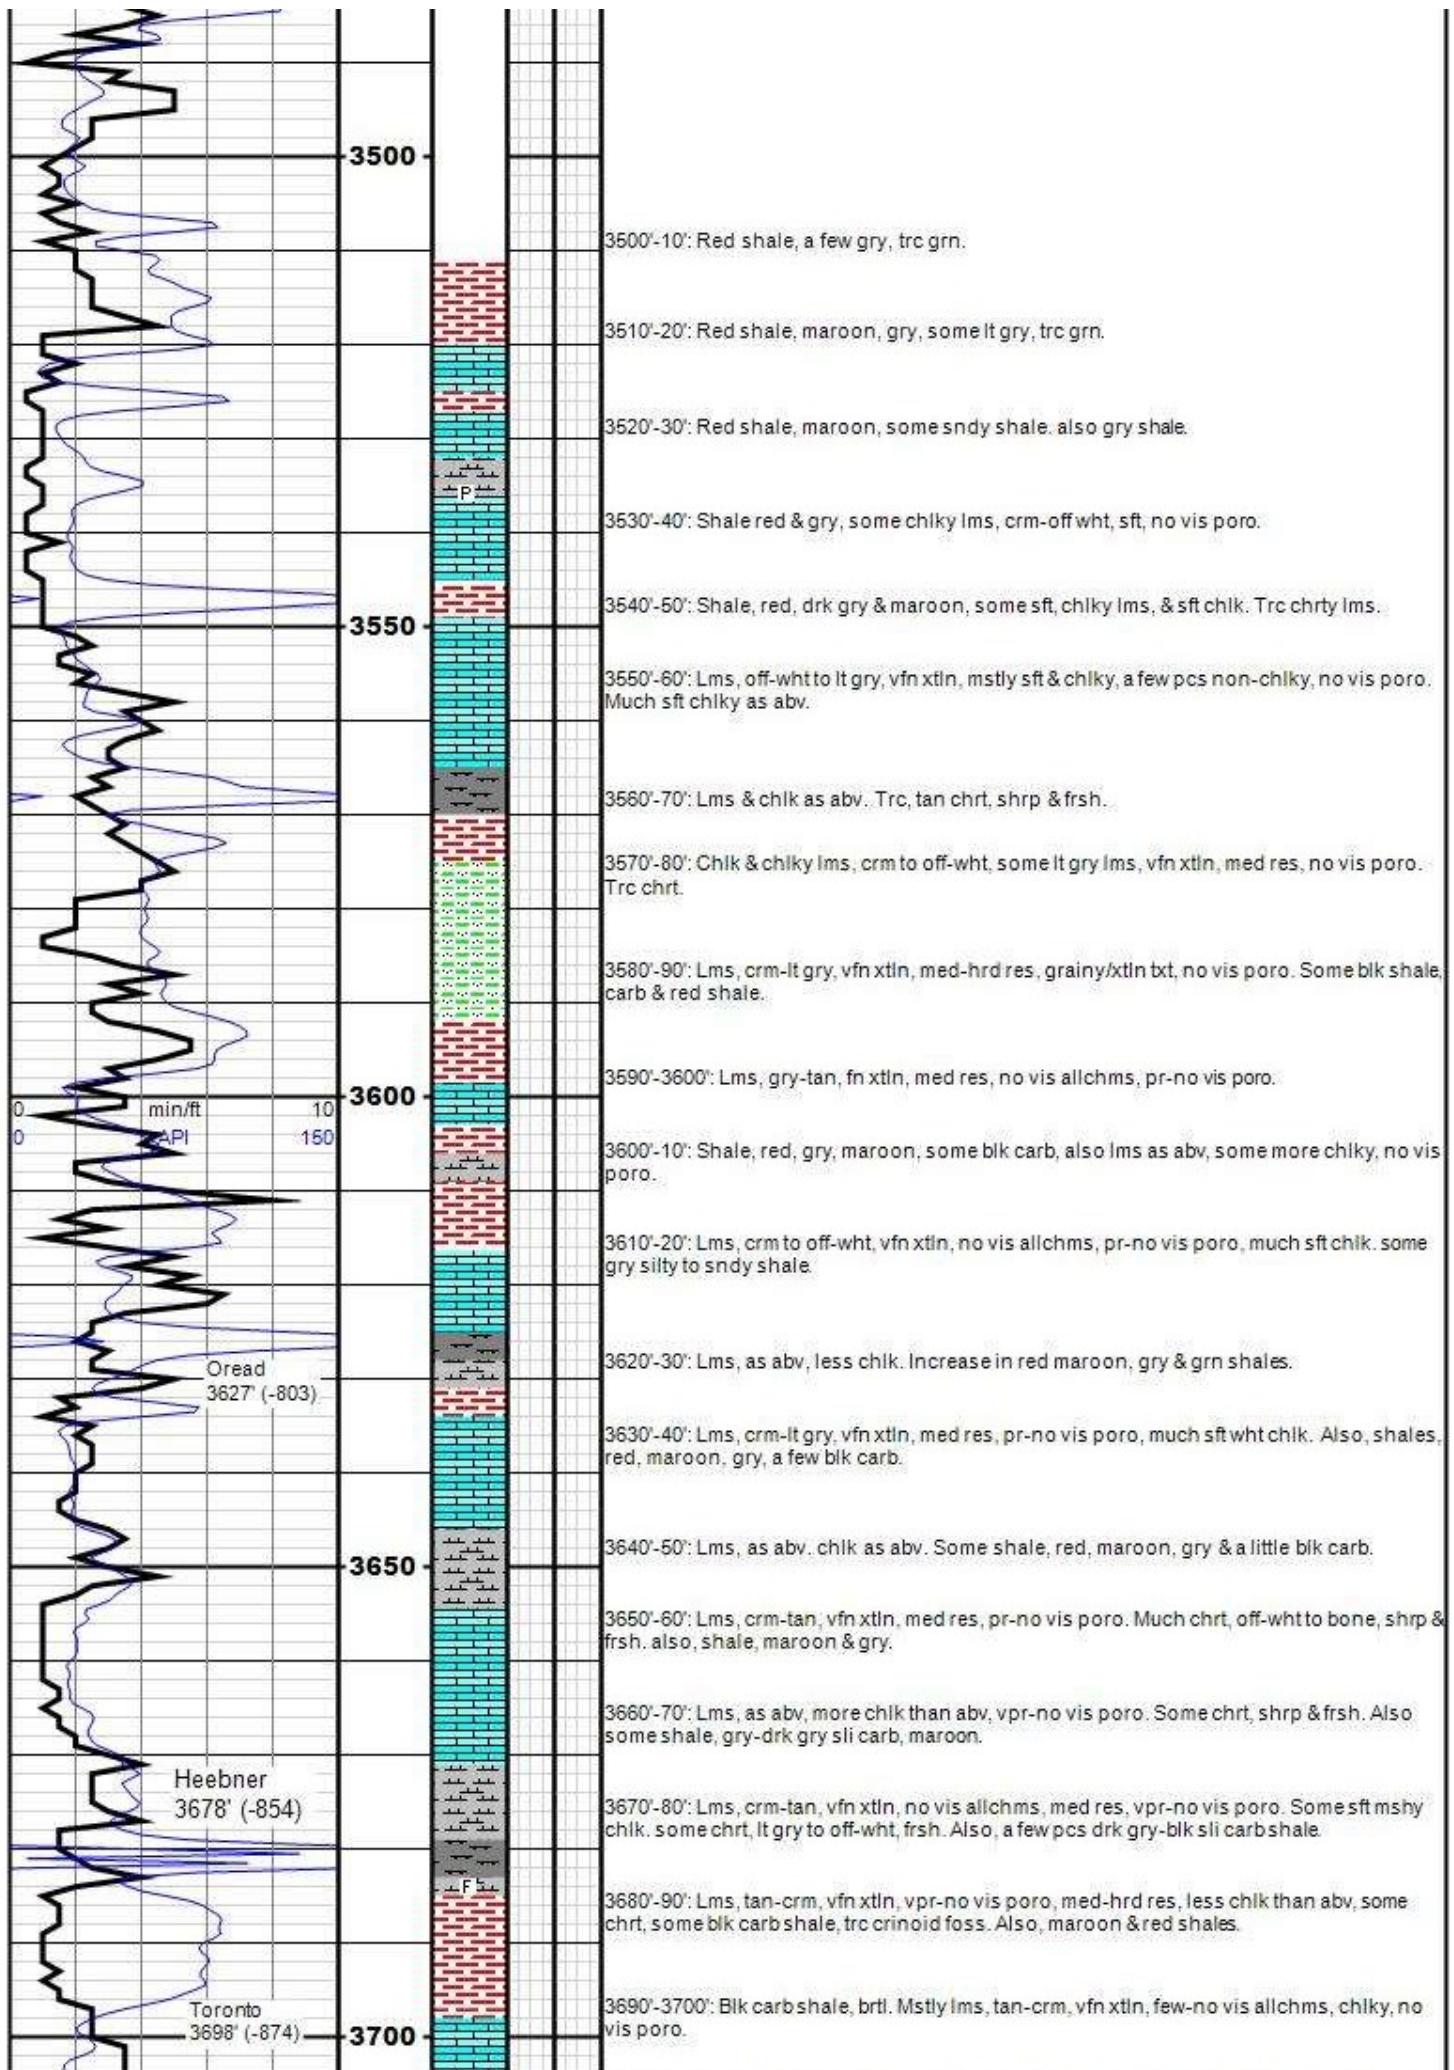 3500
3500'-10': Red shale, a few gry, trc grn.
3510'-20': Red shale, maroon, gry, some lt gry, trc grn.
3520'-30': Red shale, maroon, some sndy shale. also gry shale.
P
3530'-40': Shale red & gry, some chlky lms, crm-off wht, sft, no vis poro.
3540'-50': Shale, red, drk gry & maroon, some sft, chlky lms, & sft chlk. Trc chrty lms.
3550
3550'-60': Lms, off-wht to lt gry, vfn xtln, mstly sft & chlky, a few pcs non-chlky, no vis poro.
Much sft chlky as abv.
3560'-70': Lms & chlk as abv. Trc, tan chrt, shrp & frsh.
3570'-80': Chlk & chlky lms, crm to off-wht, some lt gry lms, vfn xtln, med res, no vis poro.
Trc chrt.
3580'-90': Lms, crm-lt gry, vfn xtln, med-hrd res, grainy/xtln txt, no vis poro. Some blk shale,
carb & red shale.
3590'-3600': Lms, gry-tan, fn xtln, med res, no vis allchms, pr-no vis poro.
0 min/ft 10
3600
0 API 150
3600'-10': Shale, red, gry, maroon, some blk carb, also lms as abv, some more chlky, no vis
poro.
3610'-20': Lms, crm to off-wht, vfn xtln, no vis allchms, pr-no vis poro, much sft chlk. some
gry silty to sndy shale.
Oread
3627' (-803)
3620'-30': Lms, as abv, less chlk. Increase in red maroon, gry & grn shales.
3630'-40': Lms, crm-lt gry, vfn xtln, med res, pr-no vis poro, much sft wht chlk. Also, shales,
red, maroon, gry, a few blk carb.
3640'-50': Lms, as abv. chlk as abv. Some shale, red, maroon, gry & a little blk carb.
3650
3650'-60': Lms, crm-tan, vfn xtln, med res, pr-no vis poro. Much chrt, off-wht to bone, shrp &
frsh. also, shale, maroon & gry.
3660'-70': Lms, as abv, more chlk than abv, vpr-no vis poro. Some chrt, shrp & frsh. Also
some shale, gry-drk gry sli carb, maroon.
Heebner
3678' (-854)
3670'-80': Lms, crm-tan, vfn xtln, no vis allchms, med res, vpr-no vis poro. Some sft mshy
chlk. some chrt, lt gry to off-wht, frsh. Also, a few pcs drk gry-blk sli carb shale.
F
3680'-90': Lms, tan-crm, vfn xtln, vpr-no vis poro, med-hrd res, less chlk than abv, some
chrt, some blk carb shale, trc crinoid foss. Also, maroon & red shales.
Toronto
3698' (-874)
3690'-3700': Blk carb shale, brtl. Mstly lms, tan-crm, vfn xtln, few-no vis allchms, chlky, no
vis poro.
3700